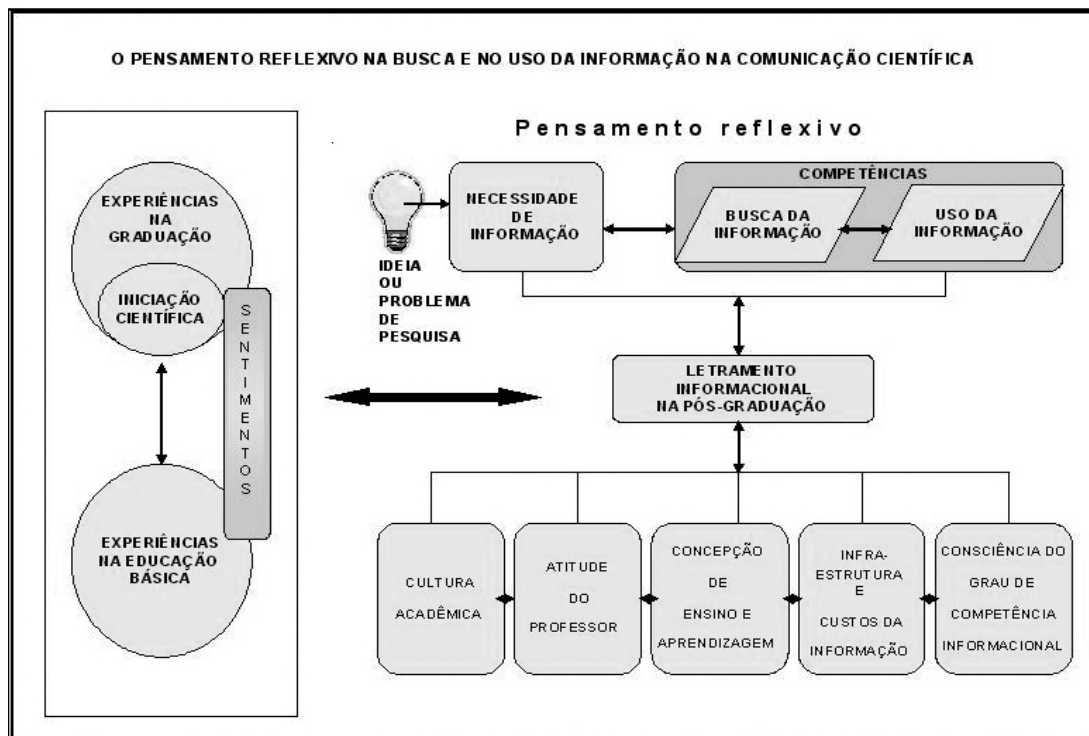 O PENSAMENTO REFLEXIVO NA BUSCA E NO USO DA INFORMAÇÃO NA COMUNICAÇÃO CIENTÍFICA
EXPERIÊNCIAS
NA
GRADUAÇÃO
INICIAÇÃO
CIENTÍFICA
SENTIMENTOS
EXPERIÊNCIAS
NA EDUCAÇÃO
BÁSICA
Pensamento reflexivo
IDEIA
OU
PROBLEMA
DE
PESQUISA
NECESSIDADE
DE
INFORMAÇÃO
COMPETÊNCIAS
BUSCA DA
INFORMAÇÃO
USO DA
INFORMAÇÃO
LETRAMENTO
INFORMACIONAL
NA PÓS-GRADUAÇÃO
CULTURA
ACADÊMICA
ATITUDE
DO
PROFESSOR
CONCEPÇÃO
DE
ENSINO E
APRENDIZAGEM
INFRA-
ESTRUTURA
E
CUSTOS DA
INFORMAÇÃO
CONSCIÊNCIA DO
GRAU DE
COMPETÊNCIA
INFORMACIONAL